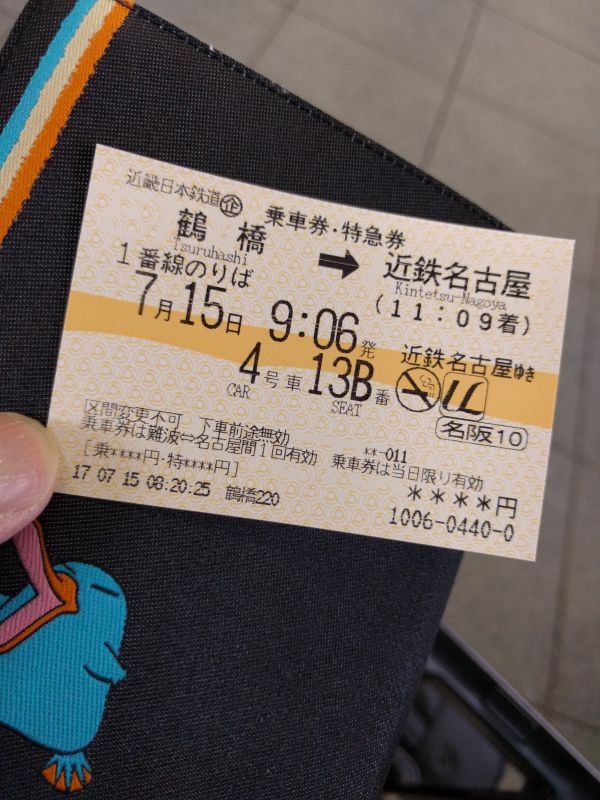 近畿日本鉄道企 乗車券・特急券
鶴橋 ➡ 近鉄名古屋
Tsuruhashi Kintetsu-Nagoya
1番線のりば (11:09着)
7月15日 9:06発 近鉄名古屋ゆき
4号車 13B番
CAR SEAT
名阪10
区間変更不可 下車前途無効 **-011
乗車券は難波⇔名古屋間1回有効 乗車券は当日限り有効
[乗****円・特****円] ****円
17 07 15 08:20:25 鶴橋220 1006-0440-0